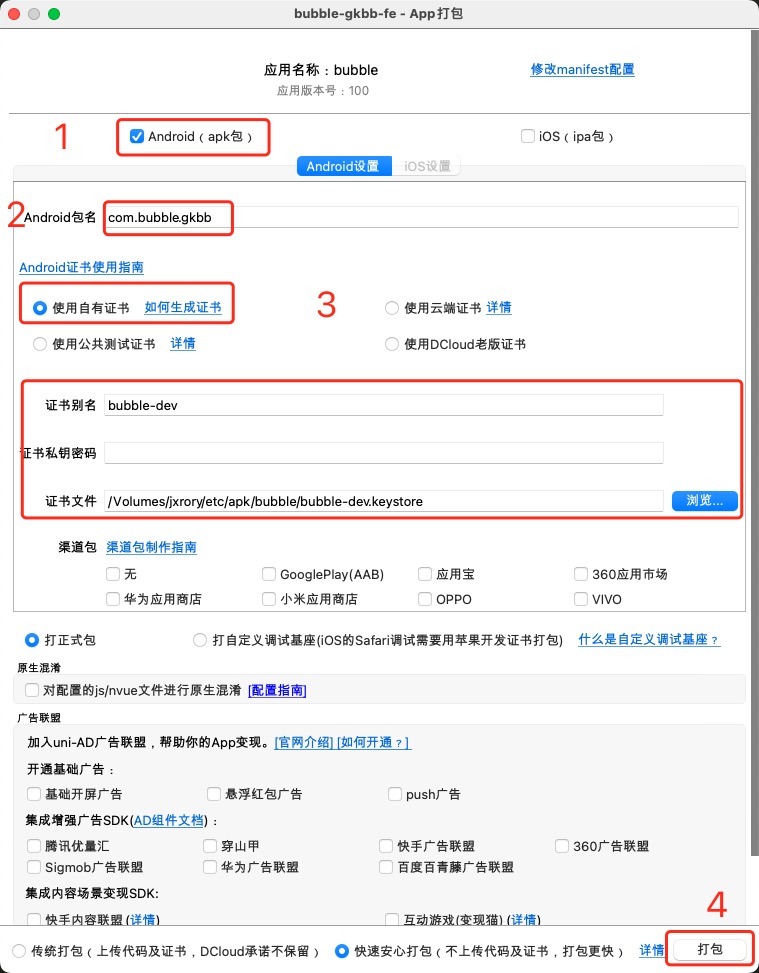 bubble-gkbb-fe - App打包
应用名称：bubble
修改manifest配置
应用版本号：100
1
Android（apk包）
iOS（ipa包）
Android设置
iOS设置
2
Android包名
com.bubble.gkbb
Android证书使用指南
使用自有证书 如何生成证书
3
使用云端证书 详情
使用公共测试证书 详情
使用DCloud老版证书
证书别名 bubble-dev
证书私钥密码
证书文件 /Volumes/jxrory/etc/apk/bubble/bubble-dev.keystore 浏览...
渠道包 渠道包制作指南
无 GooglePlay(AAB) 应用宝 360应用市场
华为应用商店 小米应用商店 OPPO VIVO
打正式包 打自定义调试基座(iOS的Safari调试需要用苹果开发证书打包) 什么是自定义调试基座？
原生混淆
对配置的js/nvue文件进行原生混淆 [配置指南]
广告联盟
加入uni-AD广告联盟，帮助你的App变现。[官网介绍] [如何开通？]
开通基础广告：
基础开屏广告 悬浮红包广告 push广告
集成增强广告SDK(AD组件文档)：
腾讯优量汇 穿山甲 快手广告联盟 360广告联盟
Sigmob广告联盟 华为广告联盟 百度百青藤广告联盟
集成内容场景变现SDK:
快手内容联盟 (详情) 互动游戏(变现猫) (详情)
4
传统打包（上传代码及证书，DCloud承诺不保留） 快速安心打包（不上传代码及证书，打包更快） 详情 打包